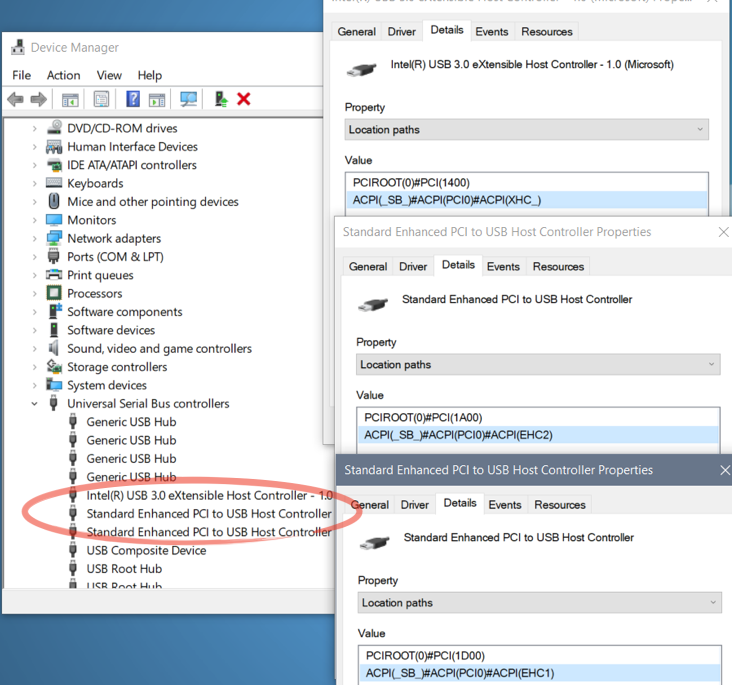 Device Manager
File Action View Help
DVD/CD-ROM drives
Human Interface Devices
IDE ATA/ATAPI controllers
Keyboards
Mice and other pointing devices
Monitors
Network adapters
Ports (COM & LPT)
Print queues
Processors
Software components
Software devices
Sound, video and game controllers
Storage controllers
System devices
Universal Serial Bus controllers
Generic USB Hub
Generic USB Hub
Generic USB Hub
Generic USB Hub
Intel(R) USB 3.0 eXtensible Host Controller - 1.0
Standard Enhanced PCI to USB Host Controller
Standard Enhanced PCI to USB Host Controller
USB Composite Device
USB Root Hub
USB Root Hub
General Driver Details Events Resources
Intel(R) USB 3.0 eXtensible Host Controller - 1.0 (Microsoft)
Property
Location paths
Value
PCIROOT(0)#PCI(1400)
ACPI(_SB_)#ACPI(PCI0)#ACPI(XHC_)
Standard Enhanced PCI to USB Host Controller Properties
General Driver Details Events Resources
Standard Enhanced PCI to USB Host Controller
Property
Location paths
Value
PCIROOT(0)#PCI(1A00)
ACPI(_SB_)#ACPI(PCI0)#ACPI(EHC2)
Standard Enhanced PCI to USB Host Controller Properties
General Driver Details Events Resources
Standard Enhanced PCI to USB Host Controller
Property
Location paths
Value
PCIROOT(0)#PCI(1D00)
ACPI(_SB_)#ACPI(PCI0)#ACPI(EHC1)